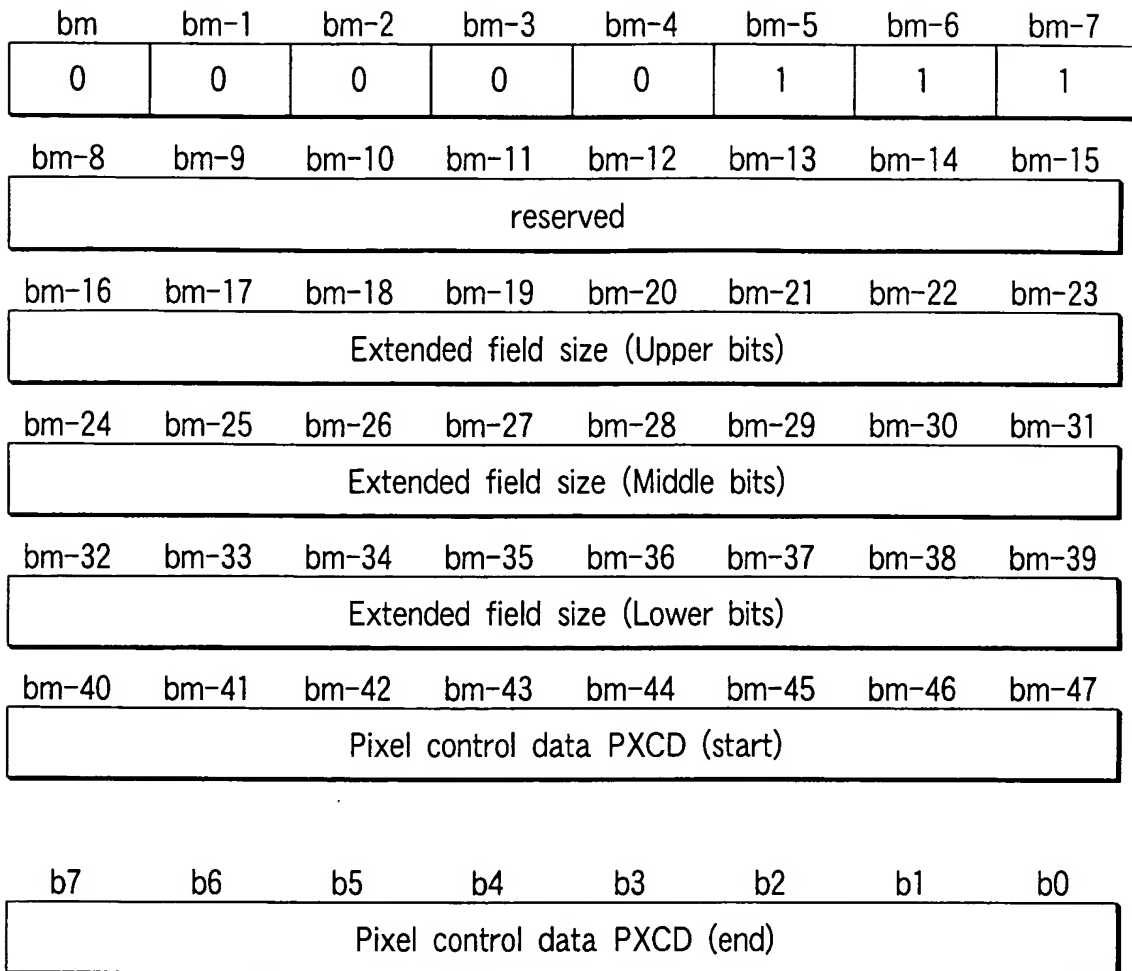 bm bm-1 bm-2 bm-3 bm-4 bm-5 bm-6 bm-7
0 0 0 0 0 1 1 1
bm-8 bm-9 bm-10 bm-11 bm-12 bm-13 bm-14 bm-15
reserved
bm-16 bm-17 bm-18 bm-19 bm-20 bm-21 bm-22 bm-23
Extended field size (Upper bits)
bm-24 bm-25 bm-26 bm-27 bm-28 bm-29 bm-30 bm-31
Extended field size (Middle bits)
bm-32 bm-33 bm-34 bm-35 bm-36 bm-37 bm-38 bm-39
Extended field size (Lower bits)
bm-40 bm-41 bm-42 bm-43 bm-44 bm-45 bm-46 bm-47
Pixel control data PXCD (start)
b7 b6 b5 b4 b3 b2 b1 b0
Pixel control data PXCD (end)